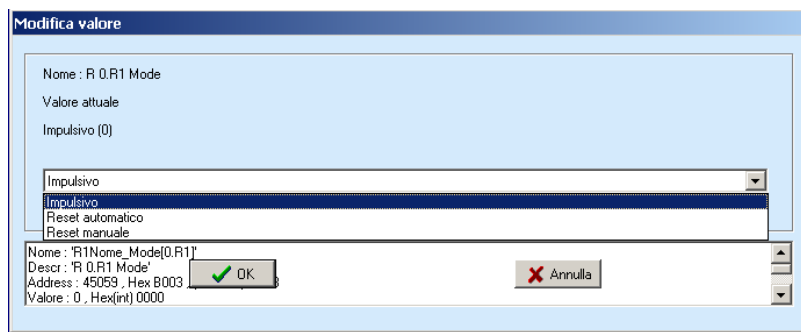 Modifica valore
Nome : R 0.R1 Mode
Valore attuale
Impulsivo (0)
Impulsivo
Impulsivo
Reset automatico
Reset manuale
Nome : 'R1Nome_Mode[0.R1]'
Descr : 'R 0.R1 Mode'
OK
Annulla
Address : 45059 , Hex B003
Valore : 0 , Hex(int) 0000